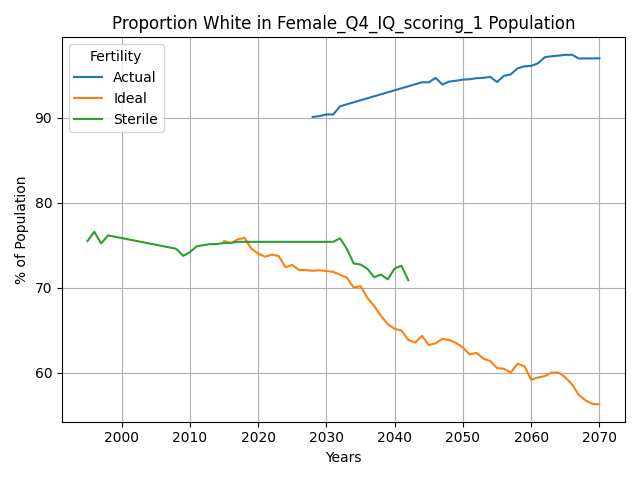 Proportion White in Female_Q4_IQ_scoring_1 Population
Fertility
Actual
Ideal
Sterile
% of Population
90
80
70
60
2000 2010 2020 2030 2040 2050 2060 2070
Years